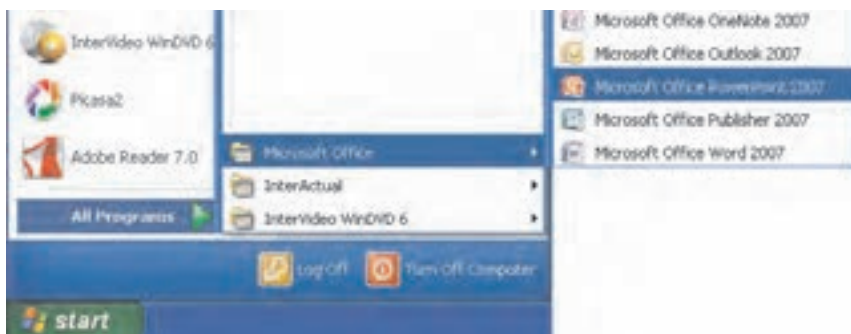 InterVideo WinDVD 6
Picasa2
Adobe Reader 7.0
All Programs
Microsoft Office
InterActual
InterVideo WinDVD 6
Microsoft Office OneNote 2007
Microsoft Office Outlook 2007
Microsoft Office PowerPoint 2007
Microsoft Office Publisher 2007
Microsoft Office Word 2007
Log Off
Turn Off Computer
start